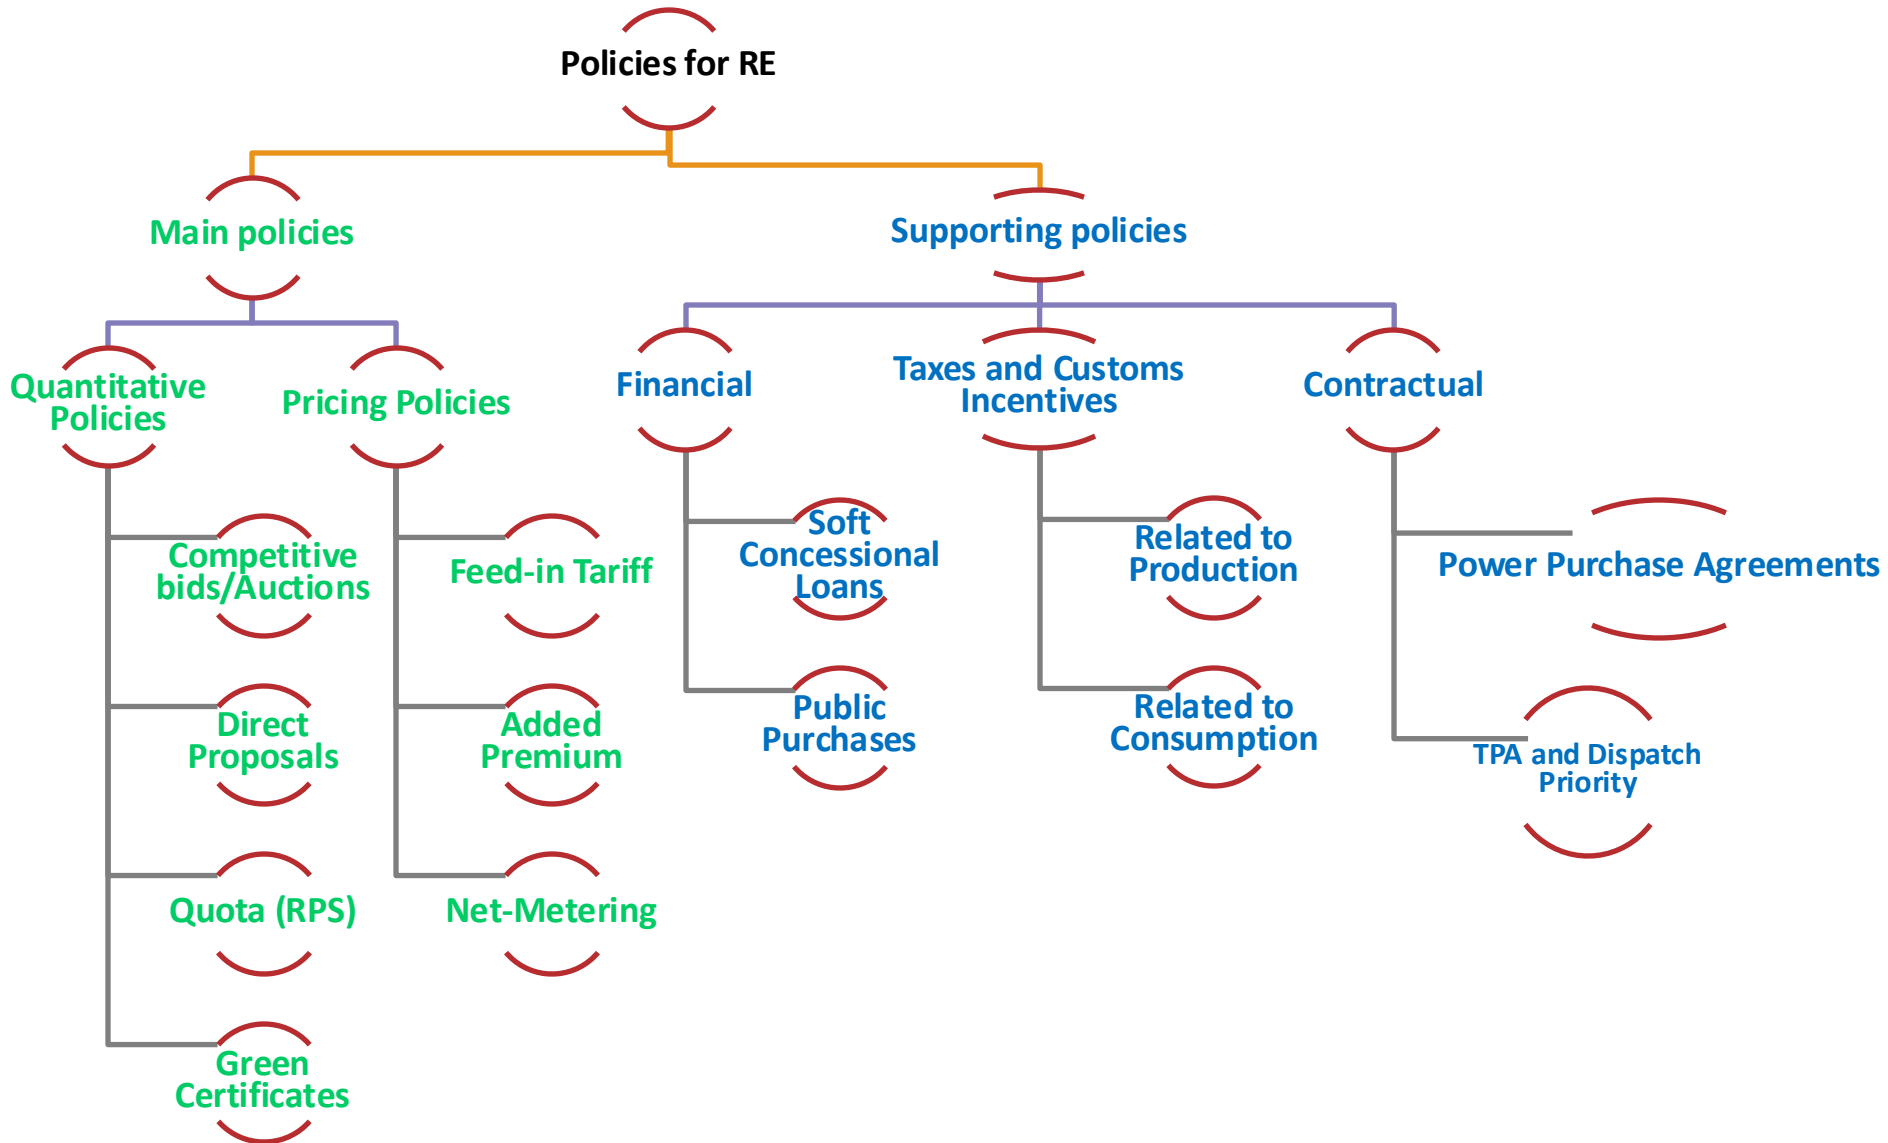 Policies for RE
Main policies
Supporting policies
Quantitative
Policies
Pricing Policies
Financial
Taxes and Customs
Incentives
Contractual
Competitive
bids/Auctions
Direct
Proposals
Quota (RPS)
Green
Certificates
Feed-in Tariff
Added
Premium
Net-Metering
Soft
Concessional
Loans
Public
Purchases
Related to
Production
Related to
Consumption
Power Purchase Agreements
TPA and Dispatch
Priority